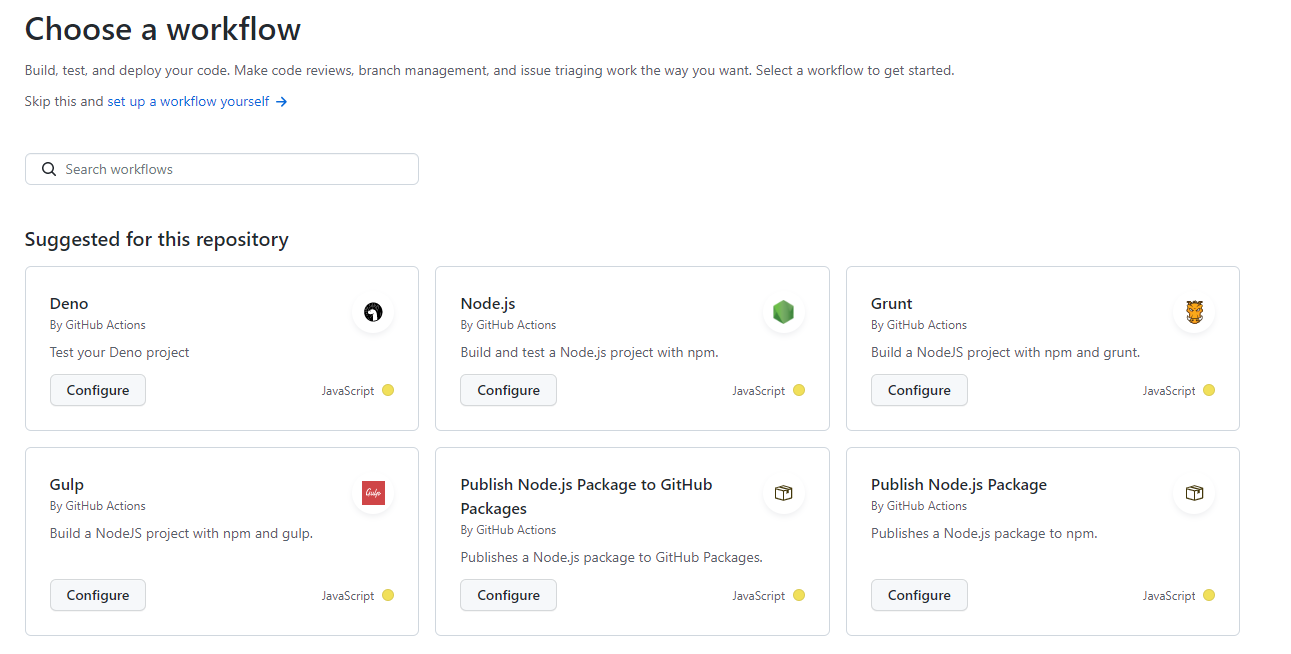 Choose a workflow
Build, test, and deploy your code. Make code reviews, branch management, and issue triaging work the way you want. Select a workflow to get started.
Skip this and set up a workflow yourself →
Search workflows
Suggested for this repository
Deno
By GitHub Actions
Test your Deno project
Configure
JavaScript
Node.js
By GitHub Actions
Build and test a Node.js project with npm.
Configure
JavaScript
Grunt
By GitHub Actions
Build a NodeJS project with npm and grunt.
Configure
JavaScript
Gulp
By GitHub Actions
Build a NodeJS project with npm and gulp.
Configure
JavaScript
Gulp
Publish Node.js Package to GitHub
Packages
By GitHub Actions
Publishes a Node.js package to GitHub Packages.
Configure
JavaScript
Publish Node.js Package
By GitHub Actions
Publishes a Node.js package to npm.
Configure
JavaScript